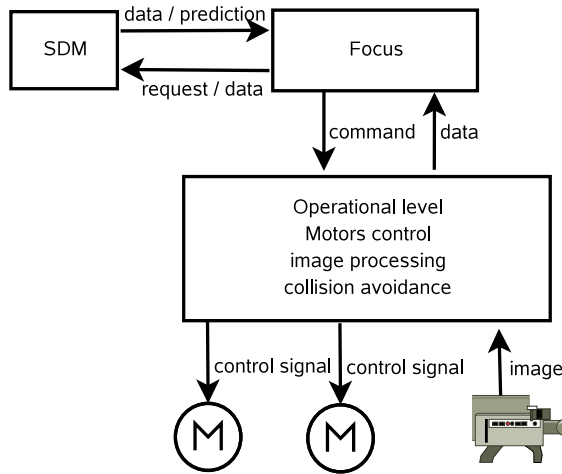 data / prediction
SDM
Focus
request / data
command
data
Operational level
Motors control
image processing
collision avoidance
control signal
control signal
image
M
M